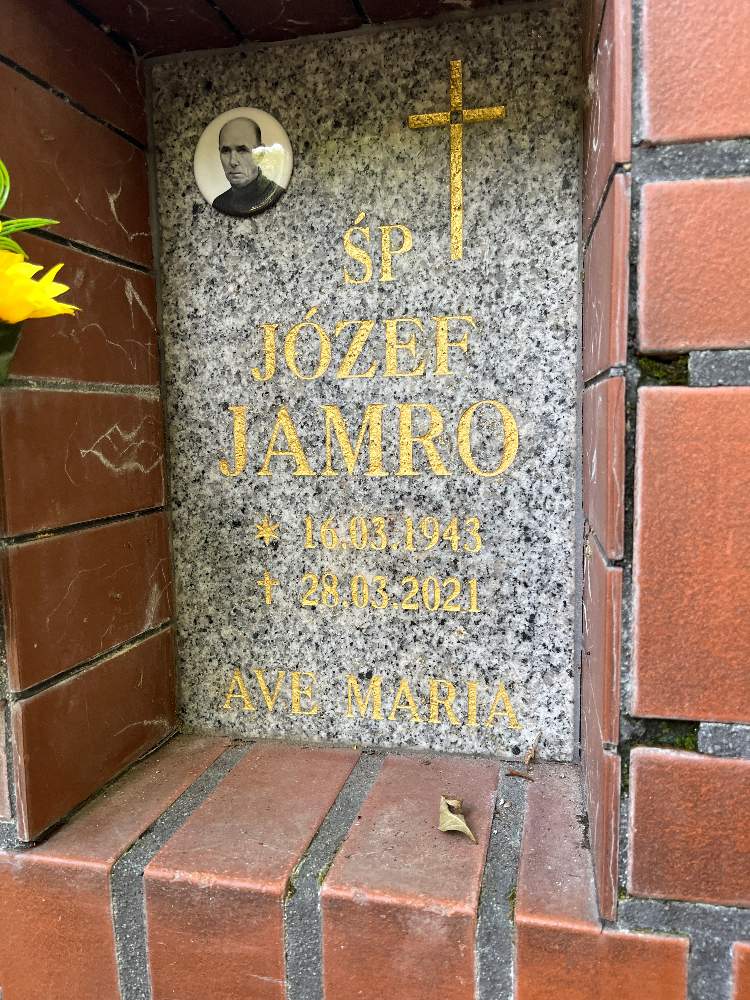 ŚP
JÓZEF
JAMRO
* 16.03.1943
✝ 28.03.2021
AVE MARIA